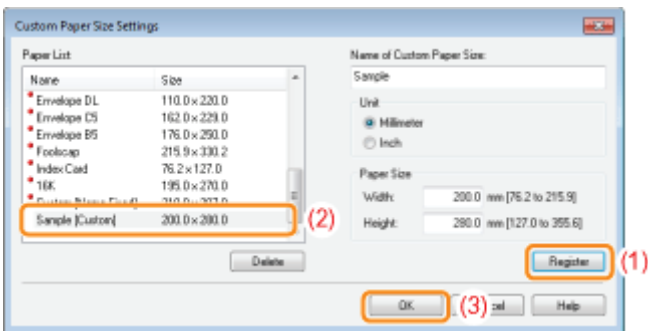 Custom Paper Size Settings
Paper List:
Name Size
Envelope DL 110.0 x 220.0
Envelope C5 162.0 x 229.0
Envelope B5 176.0 x 250.0
Foolscap 215.9 x 330.2
Index Card 76.2 x 127.0
16K 195.0 x 270.0
Sample [Custom] 200.0 x 280.0
(2)
Delete
Name of Custom Paper Size:
Sample
Unit
Millimeter
Inch
Paper Size
Width: 200.0 mm [76.2 to 215.9]
Height: 280.0 mm [127.0 to 355.6]
Register (1)
OK (3) Help